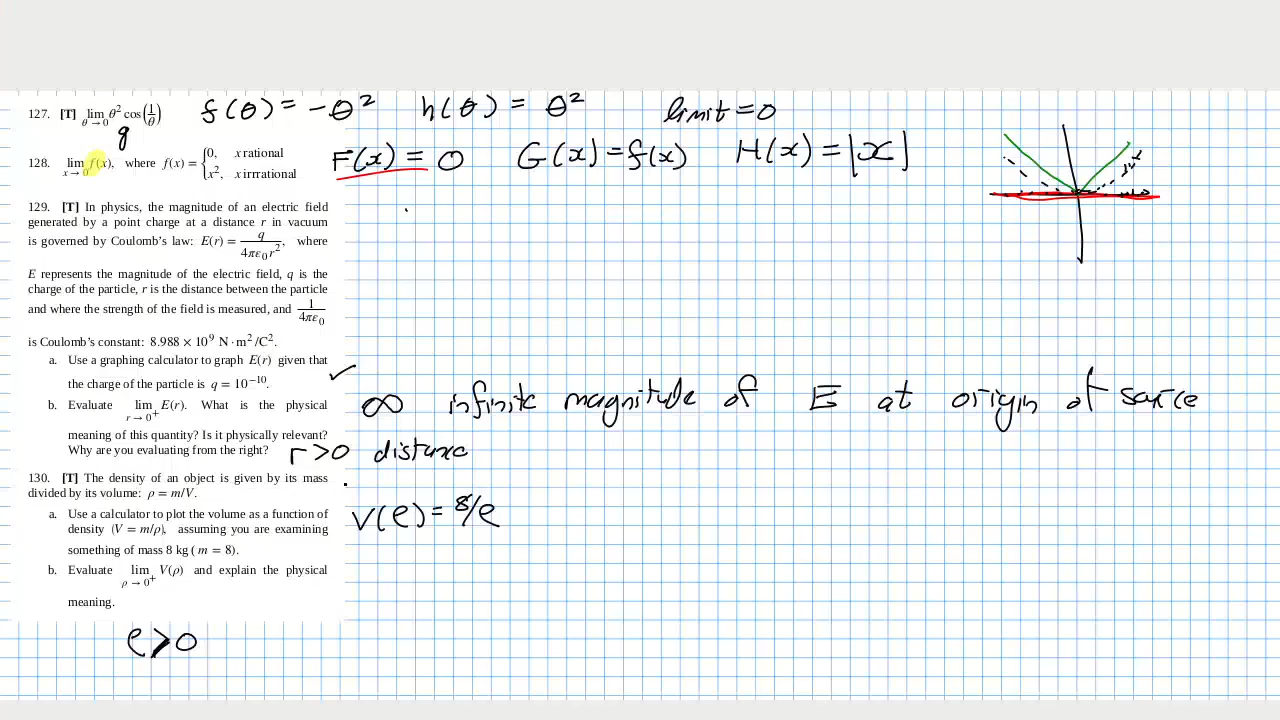 127. [T] lim θ→0 θ² cos(1/θ)
g
f(θ) = -θ² h(θ) = θ² limit = 0
128. lim x→0 f(x), where f(x) = {0, x rational
x², x irrrational
F(x) = 0 G(x) = f(x) H(x) = |x|
129. [T] In physics, the magnitude of an electric field
generated by a point charge at a distance r in vacuum
is governed by Coulomb's law: E(r) = q/(4πε₀r²), where
E represents the magnitude of the electric field, q is the
charge of the particle, r is the distance between the particle
and where the strength of the field is measured, and 1/(4πε₀)
is Coulomb's constant: 8.988 × 10⁹ N·m²/C².
a. Use a graphing calculator to graph E(r) given that
the charge of the particle is q = 10⁻¹⁰. ✓
b. Evaluate lim r→0⁺ E(r). What is the physical
meaning of this quantity? Is it physically relevant?
Why are you evaluating from the right?
∞ infinite magnitude of E at origin of
r>0 distance
130. [T] The density of an object is given by its mass
divided by its volume: ρ = m/V.
a. Use a calculator to plot the volume as a function of
density (V = m/ρ), assuming you are examining
something of mass 8 kg (m = 8).
V(ρ) = 8/ρ
b. Evaluate lim ρ→0⁺ V(ρ) and explain the physical
meaning.
ρ>0